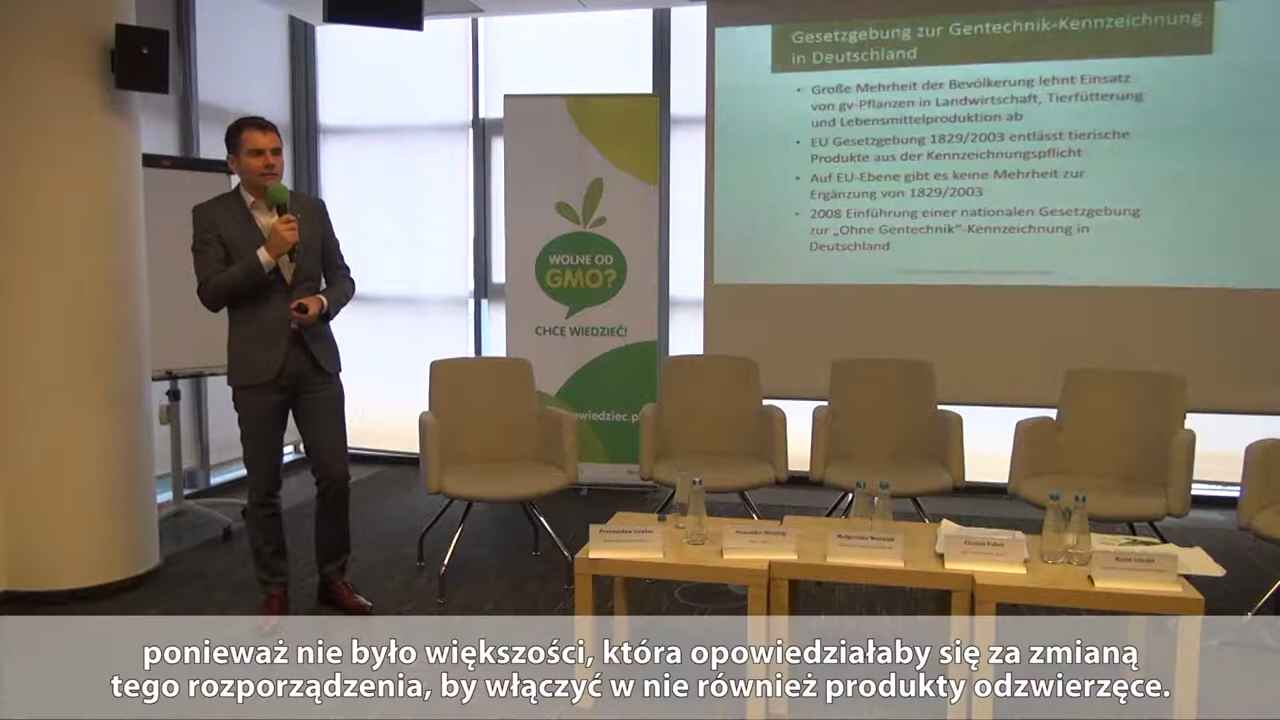 Gesetzgebung zur Gentechnik-Kennzeichnung
in Deutschland
• Große Mehrheit der Bevölkerung lehnt Einsatz
von gv-Pflanzen in Landwirtschaft, Tierfütterung
und Lebensmittelproduktion ab
• EU Gesetzgebung 1829/2003 entlässt tierische
Produkte aus der Kennzeichnungspflicht
• Auf EU-Ebene gibt es keine Mehrheit zur
Ergänzung von 1829/2003
• 2008 Einführung einer nationalen Gesetzgebung
zur „Ohne Gentechnik“-Kennzeichnung in
Deutschland
WOLNE OD
GMO?
CHCĘ WIEDZIEĆ!
ponieważ nie było większości, która opowiedziałaby się za zmianą
tego rozporządzenia, by włączyć w nie również produkty odzwierzęce.